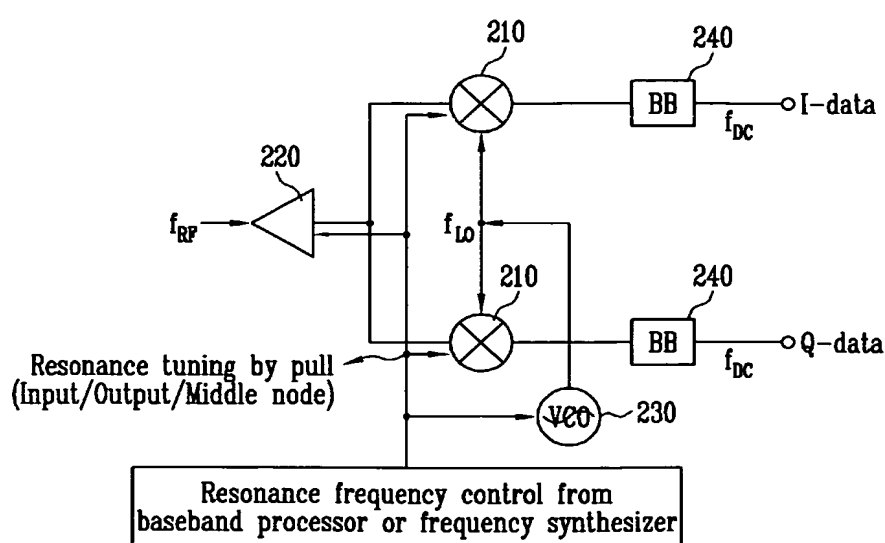 210
240
BB
I-data
f_DC
220
f_RF
f_LO
210
240
BB
Q-data
f_DC
Resonance tuning by pull
(Input/Output/Middle node)
VCO
230
Resonance frequency control from
baseband processor or frequency synthesizer